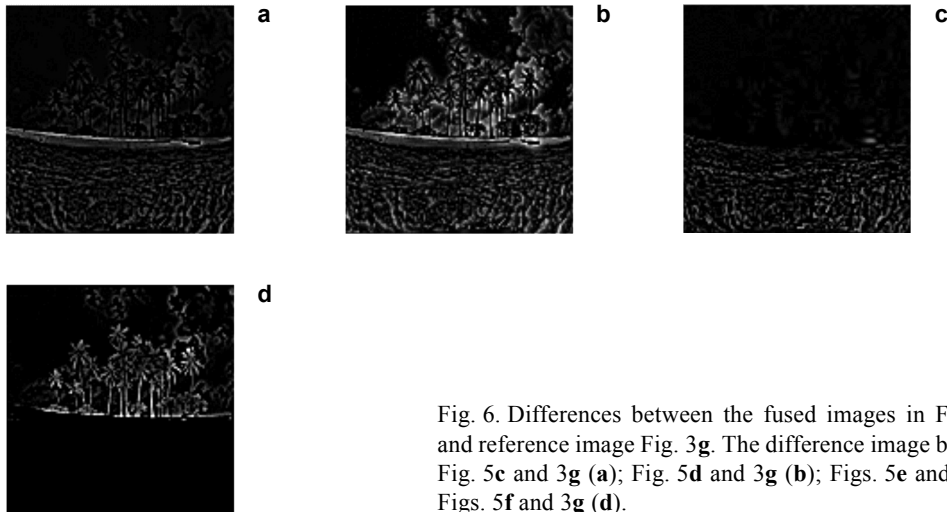 a
b
c
d
Fig. 6. Differences between the fused images in F
and reference image Fig. 3g. The difference image b
Fig. 5c and 3g (a); Fig. 5d and 3g (b); Figs. 5e and
Figs. 5f and 3g (d).